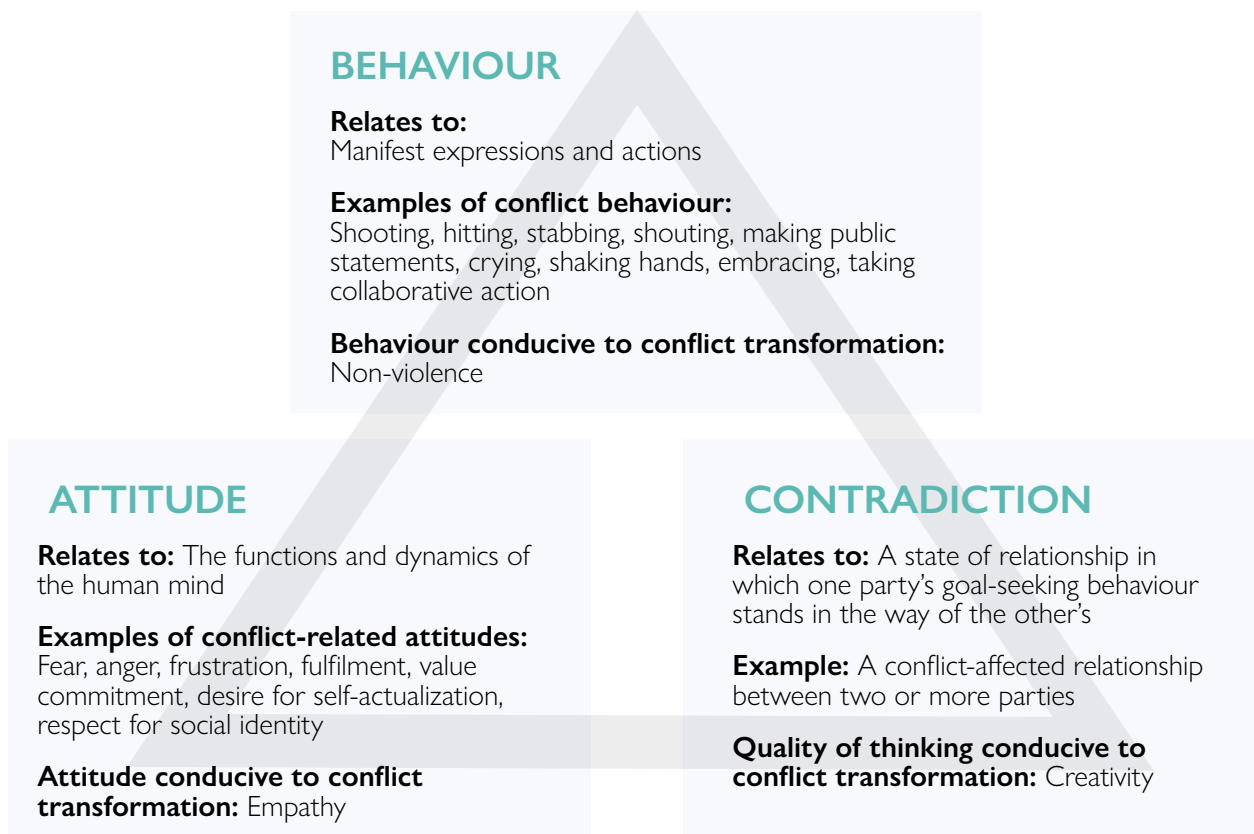 BEHAVIOUR
Relates to:
Manifest expressions and actions
Examples of conflict behaviour:
Shooting, hitting, stabbing, shouting, making public
statements, crying, shaking hands, embracing, taking
collaborative action
Behaviour conducive to conflict transformation:
Non-violence
ATTITUDE
Relates to: The functions and dynamics of
the human mind
Examples of conflict-related attitudes:
Fear, anger, frustration, fulfilment, value
commitment, desire for self-actualization,
respect for social identity
Attitude conducive to conflict
transformation: Empathy
CONTRADICTION
Relates to: A state of relationship in
which one party’s goal-seeking behaviour
stands in the way of the other’s
Example: A conflict-affected relationship
between two or more parties
Quality of thinking conducive to
conflict transformation: Creativity